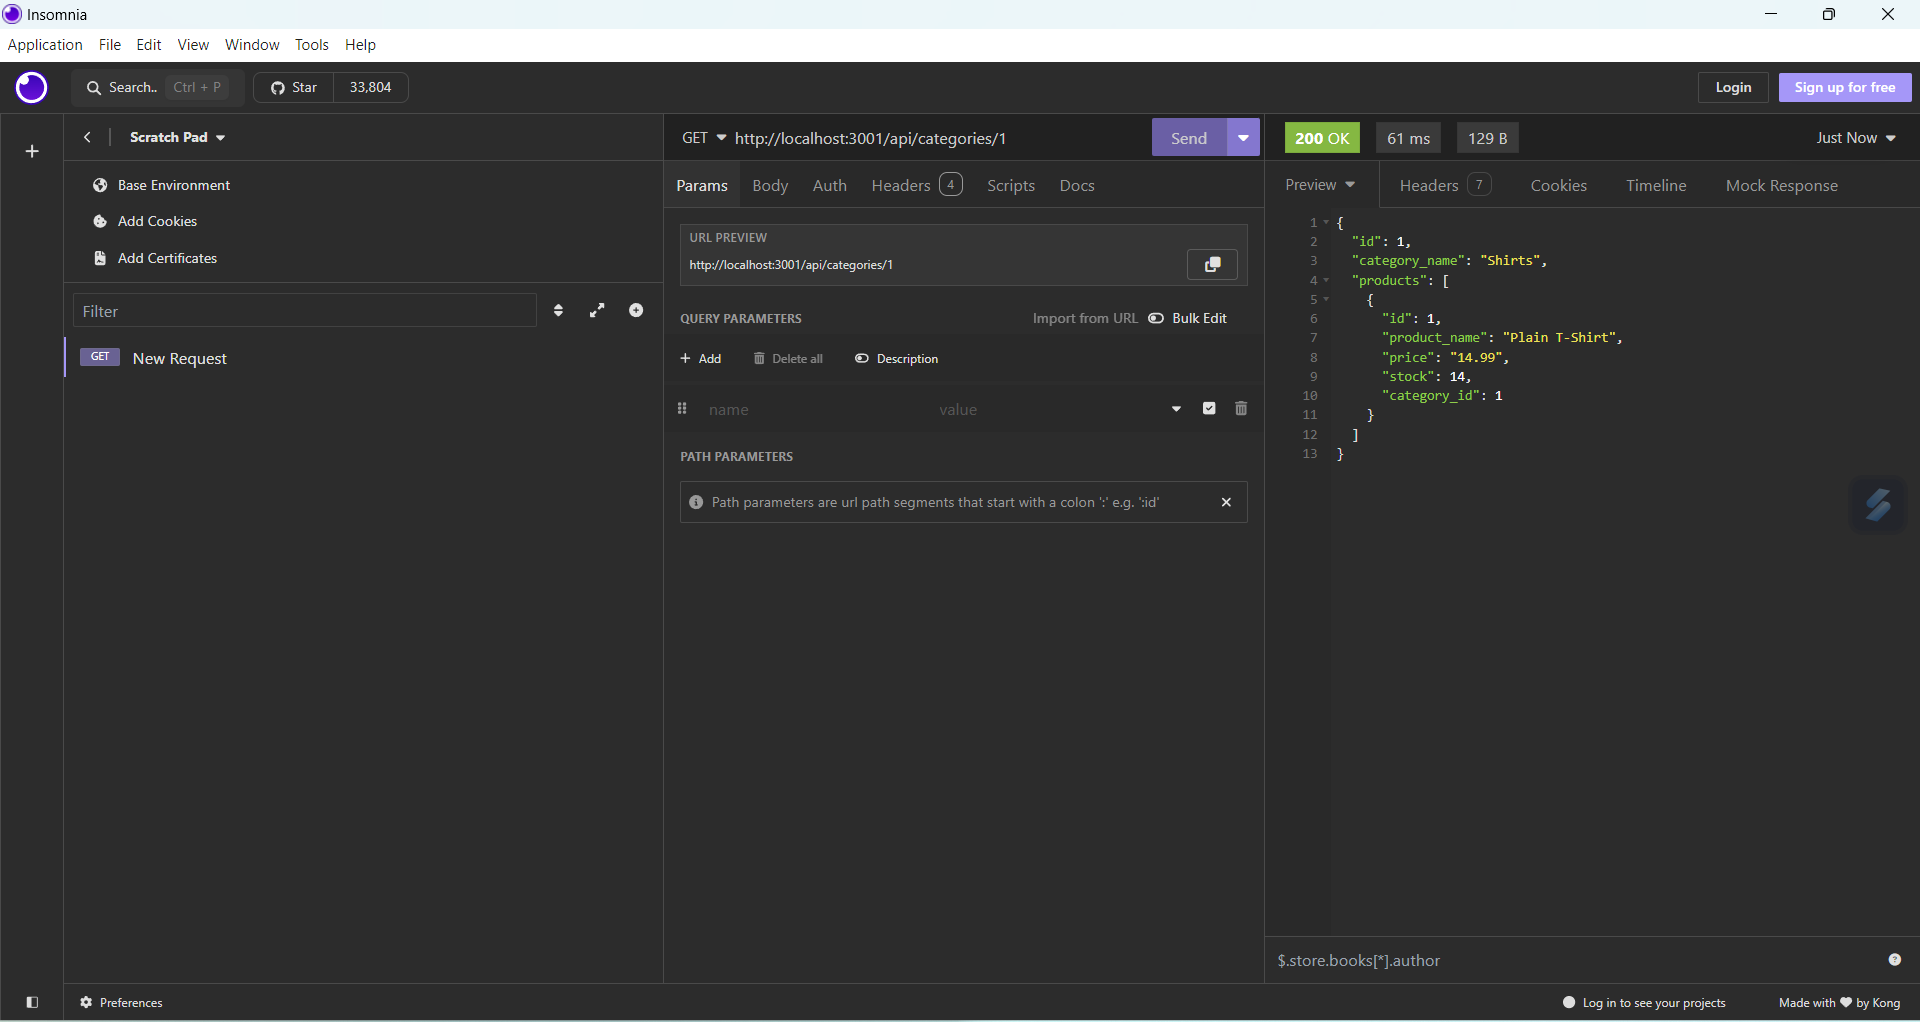 Insomnia
Application File Edit View Window Tools Help
Search.. Ctrl + P Star 33,804 Login Sign up for free
Scratch Pad
Base Environment
Add Cookies
Add Certificates
Filter
GET New Request
GET http://localhost:3001/api/categories/1 Send
Params Body Auth Headers 4 Scripts Docs
URL PREVIEW
http://localhost:3001/api/categories/1
QUERY PARAMETERS Import from URL Bulk Edit
+ Add Delete all Description
name value
PATH PARAMETERS
Path parameters are url path segments that start with a colon ':' e.g. ':id'
200 OK 61 ms 129 B Just Now
Preview Headers 7 Cookies Timeline Mock Response
1 {
2 "id": 1,
3 "category_name": "Shirts",
4 "products": [
5 {
6 "id": 1,
7 "product_name": "Plain T-Shirt",
8 "price": "14.99",
9 "stock": 14,
10 "category_id": 1
11 }
12 ]
13 }
$.store.books[*].author
Preferences Log in to see your projects Made with ♥ by Kong